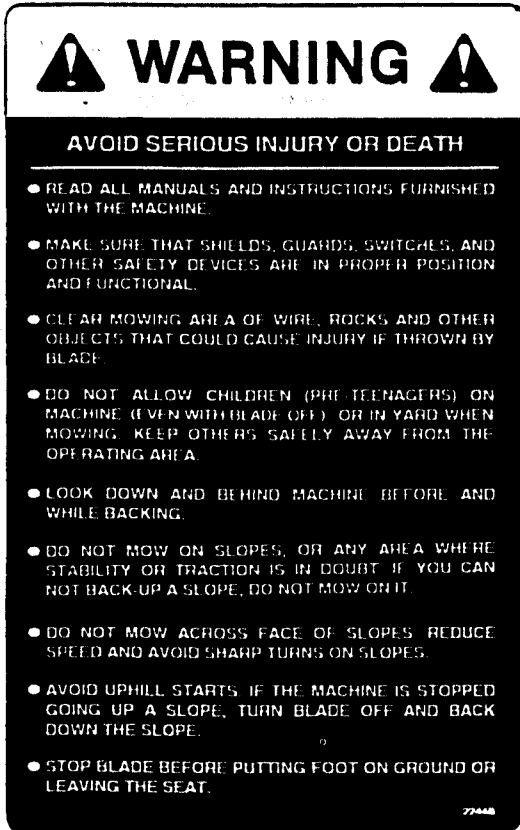 WARNING
AVOID SERIOUS INJURY OR DEATH
● READ ALL MANUALS AND INSTRUCTIONS FURNISHED
WITH THE MACHINE.
● MAKE SURE THAT SHIELDS, GUARDS, SWITCHES, AND
OTHER SAFETY DEVICES ARE IN PROPER POSITION
AND FUNCTIONAL.
● CLEAR MOWING AREA OF WIRE, ROCKS AND OTHER
OBJECTS THAT COULD CAUSE INJURY IF THROWN BY
BLADE.
● DO NOT ALLOW CHILDREN (PRE-TEENAGERS) ON
MACHINE (EVEN WITH BLADE OFF) OR IN YARD WHEN
MOWING. KEEP OTHERS SAFELY AWAY FROM THE
OPERATING AREA.
● LOOK DOWN AND BEHIND MACHINE BEFORE AND
WHILE BACKING.
● DO NOT MOW ON SLOPES, OR ANY AREA WHERE
STABILITY OR TRACTION IS IN DOUBT. IF YOU CAN
NOT BACK-UP A SLOPE, DO NOT MOW ON IT.
● DO NOT MOW ACROSS FACE OF SLOPES. REDUCE
SPEED AND AVOID SHARP TURNS ON SLOPES.
● AVOID UPHILL STARTS. IF THE MACHINE IS STOPPED
GOING UP A SLOPE, TURN BLADE OFF AND BACK
DOWN THE SLOPE.
● STOP BLADE BEFORE PUTTING FOOT ON GROUND OR
LEAVING THE SEAT.